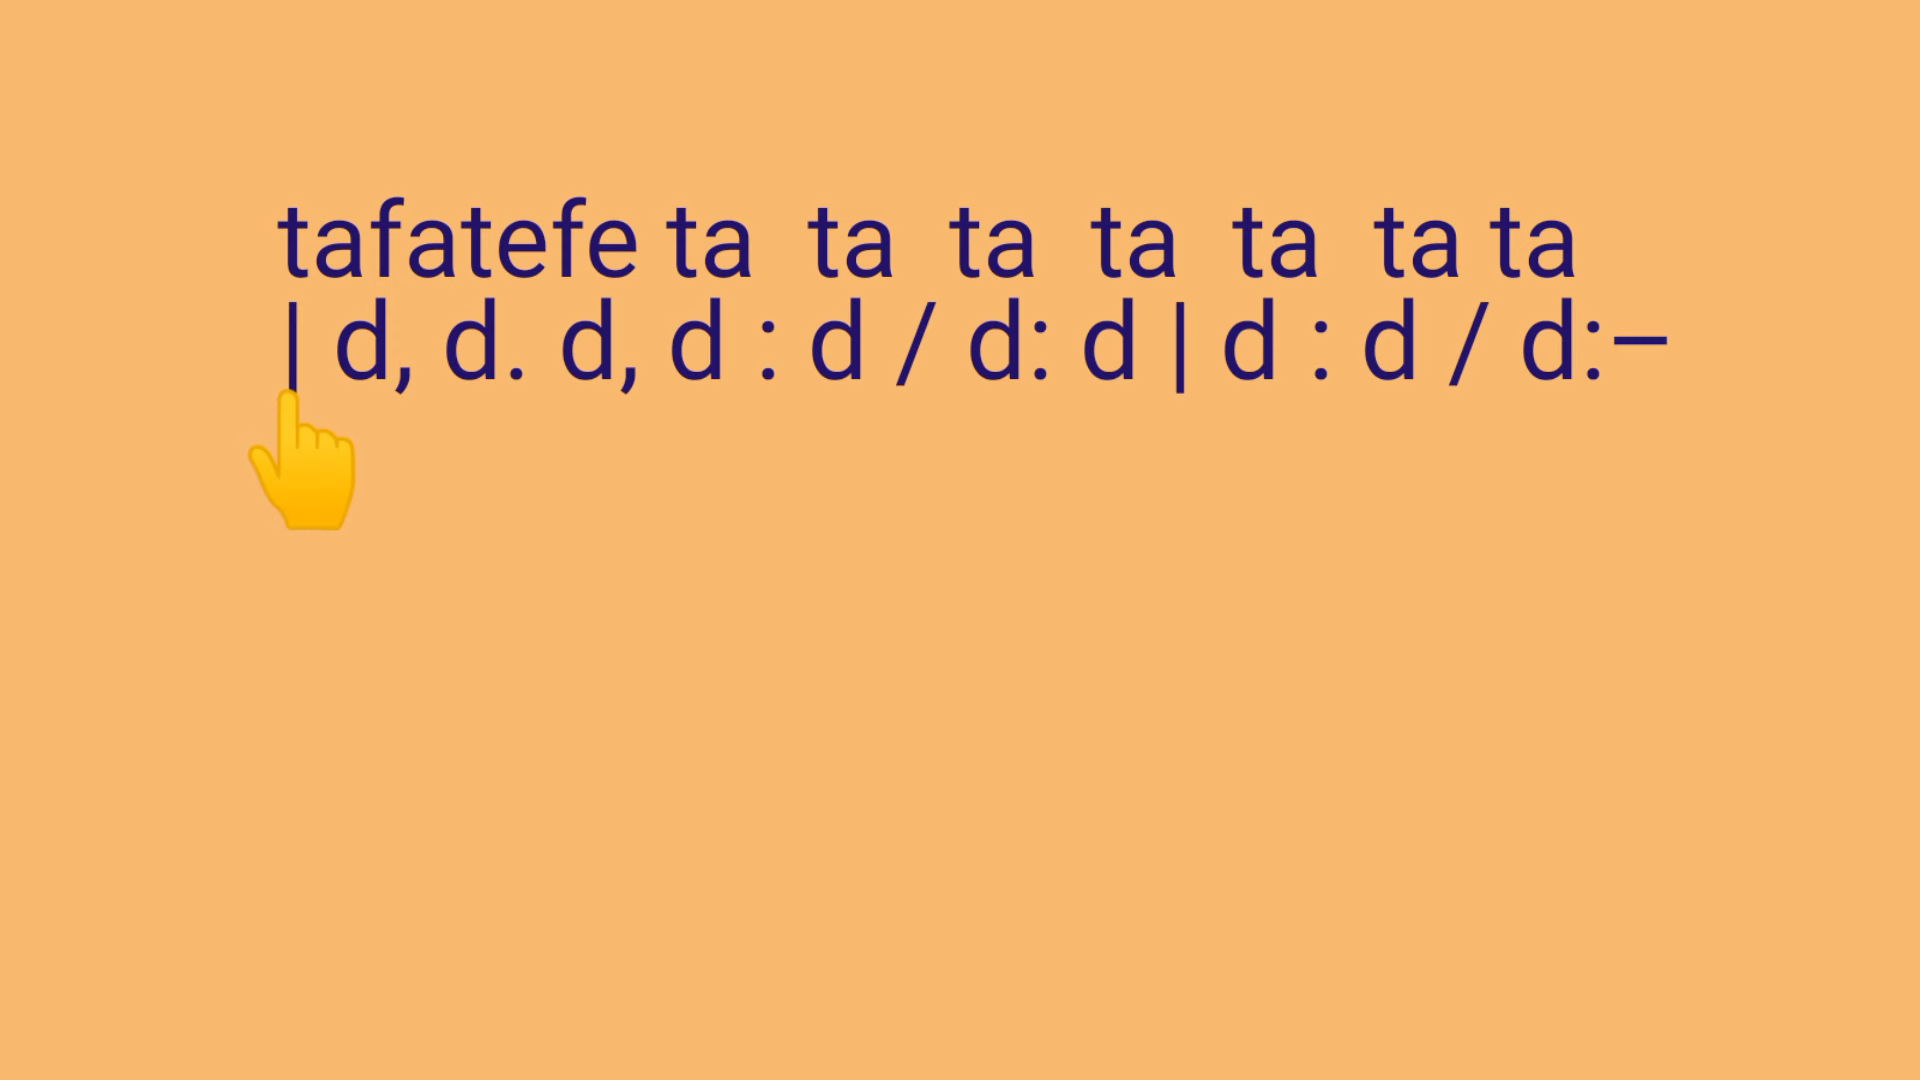 tafatefe ta ta ta ta ta ta ta
| d, d. d, d : d / d: d | d : d / d:–